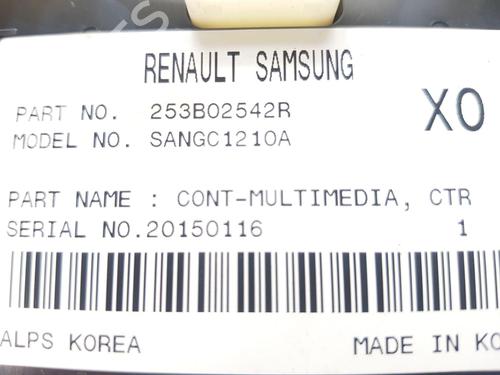 RENAULT SAMSUNG
PART NO. 253B02542R
XO
MODEL NO. SANGC1210A
PART NAME : CONT-MULTIMEDIA, CTR
SERIAL NO.20150116 1
ALPS KOREA MADE IN KO